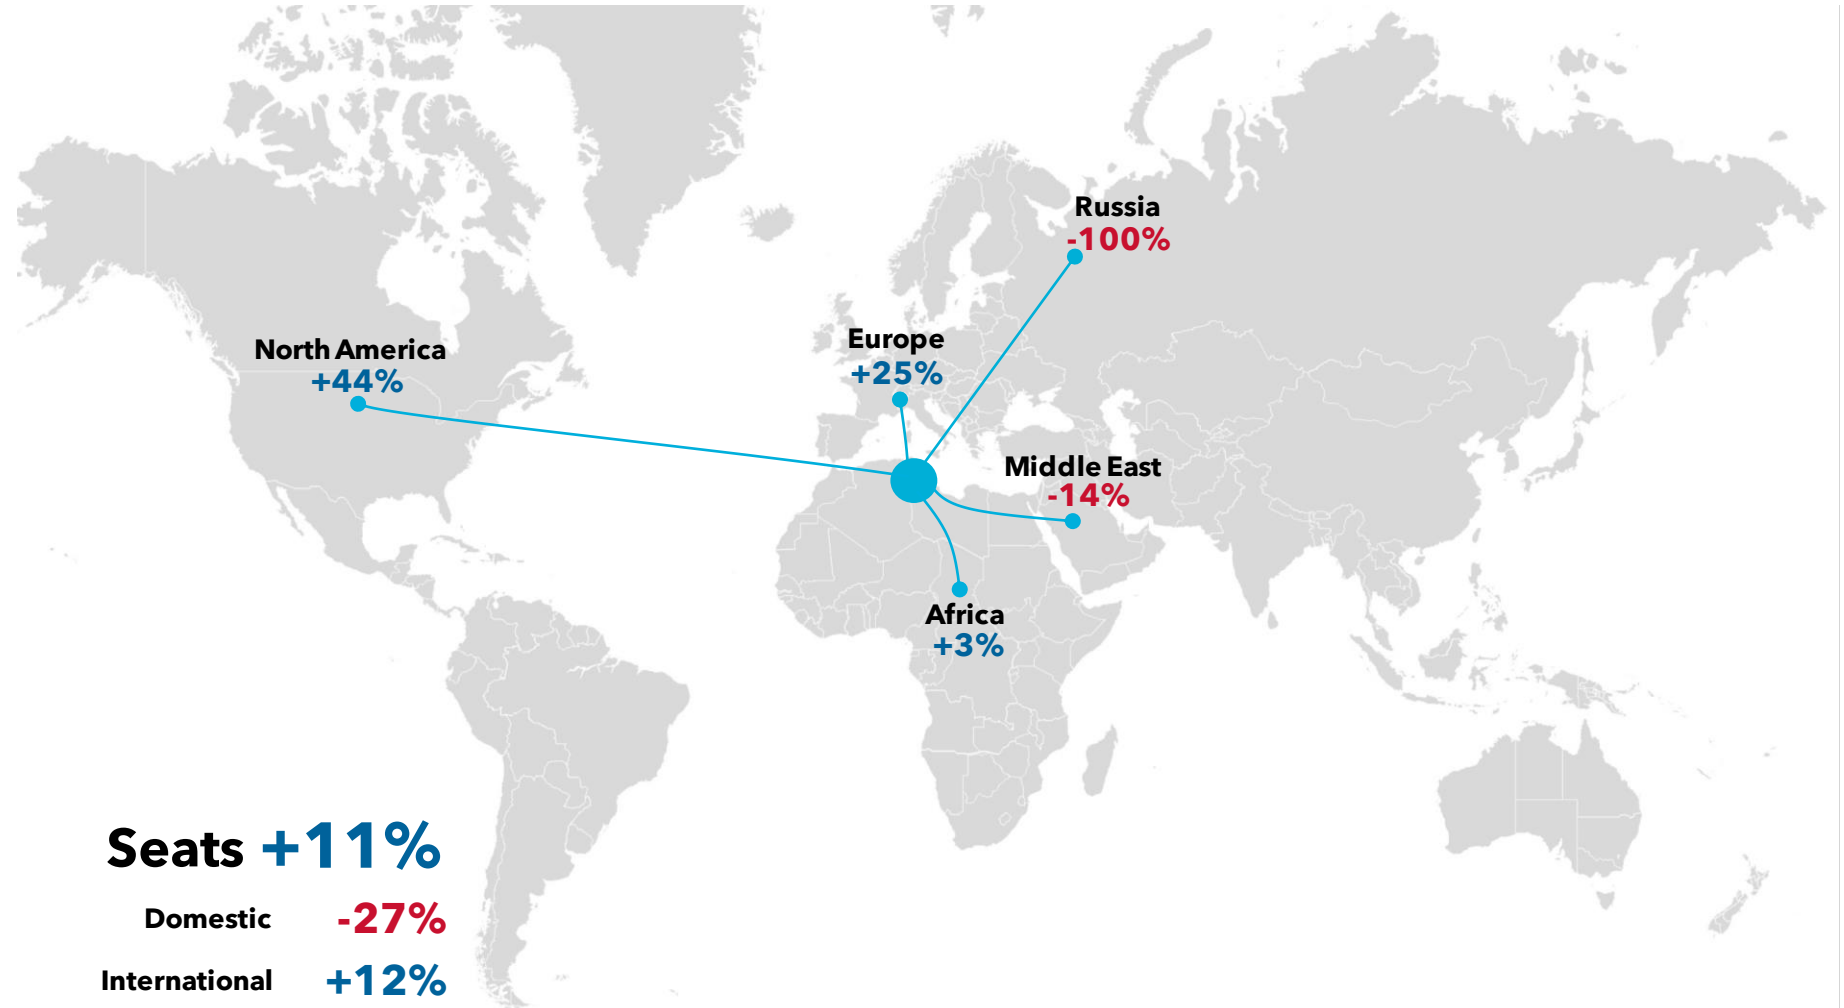 Russia
-100%
North America
+44%
Europe
+25%
Middle East
-14%
Africa
+3%
Seats +11%
Domestic -27%
International +12%